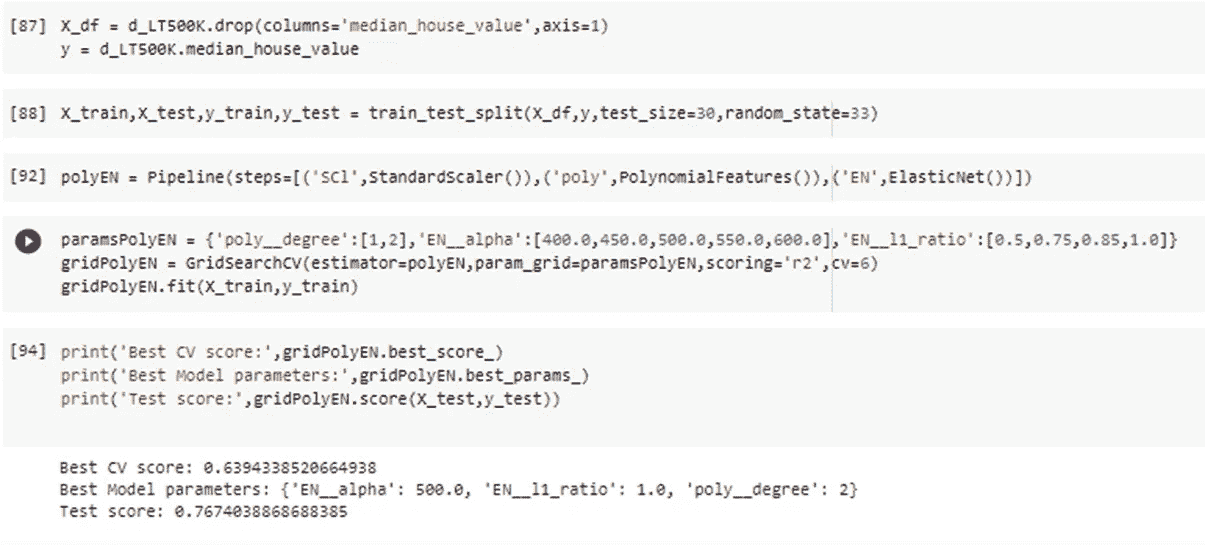 [87] X_df = d_LT500K.drop(columns='median_house_value',axis=1)
y = d_LT500K.median_house_value
[88] X_train,X_test,y_train,y_test = train_test_split(X_df,y,test_size=30,random_state=33)
[92] polyEN = Pipeline(steps=[('SCl',StandardScaler()),('poly',PolynomialFeatures()),('EN',ElasticNet())])
paramsPolyEN = {'poly__degree':[1,2],'EN__alpha':[400.0,450.0,500.0,550.0,600.0],'EN__l1_ratio':[0.5,0.75,0.85,1.0]}
gridPolyEN = GridSearchCV(estimator=polyEN,param_grid=paramsPolyEN,scoring='r2',cv=6)
gridPolyEN.fit(X_train,y_train)
[94] print('Best CV score:',gridPolyEN.best_score_)
print('Best Model parameters:',gridPolyEN.best_params_)
print('Test score:',gridPolyEN.score(X_test,y_test))
Best CV score: 0.6394338520664938
Best Model parameters: {'EN__alpha': 500.0, 'EN__l1_ratio': 1.0, 'poly__degree': 2}
Test score: 0.7674038868688385